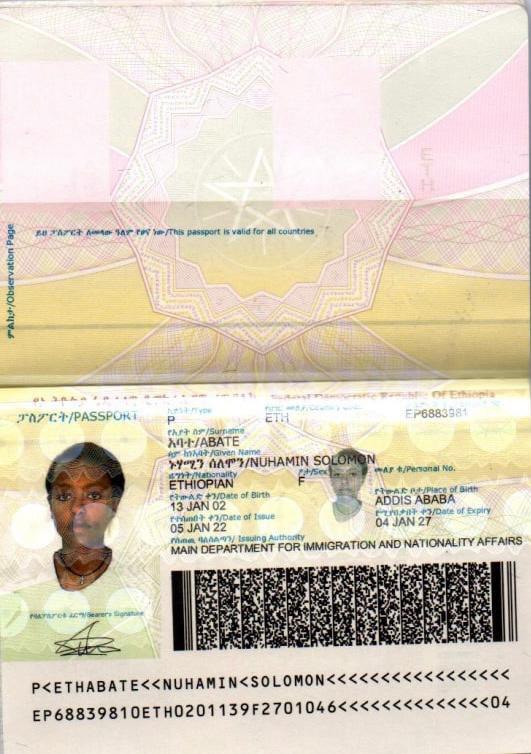 ምልከታ/Observation Page
ይህ ፓስፖርት ለመላው ዓለም የፀና ነው/This passport is valid for all countries
ETH
Federal Democratic Republic Of Ethiopia
ፓስፖርት/PASSPORT
ዓይነት/Type
P
Country Code
ETH
EP6883981
የአያት ስም/Surname
አባተ/ABATE
ስም ከነአባት/Given Name
ኑሃሚን ሰለሞን/NUHAMIN SOLOMON
ዜግነት/Nationality
ETHIOPIAN
ፆታ/Sex
F
መለያ ቁ/Personal No.
የትውልድ ቀን/Date of Birth
13 JAN 02
የትውልድ ቦታ/Place of Birth
ADDIS ABABA
የተሰጠበት ቀን/Date of Issue
05 JAN 22
የሚያበቃበት ቀን/Date of Expiry
04 JAN 27
የሰጠዉ ባለስልጣን/ Issuing Authority
MAIN DEPARTMENT FOR IMMIGRATION AND NATIONALITY AFFAIRS
የባለፓስፖርቱ ፊርማ/Bearer's Signature
P<ETHABATE<<NUHAMIN<SOLOMON<<<<<<<<<<<<<<<<<
EP68839810ETH0201139F2701046<<<<<<<<<<<<<<04